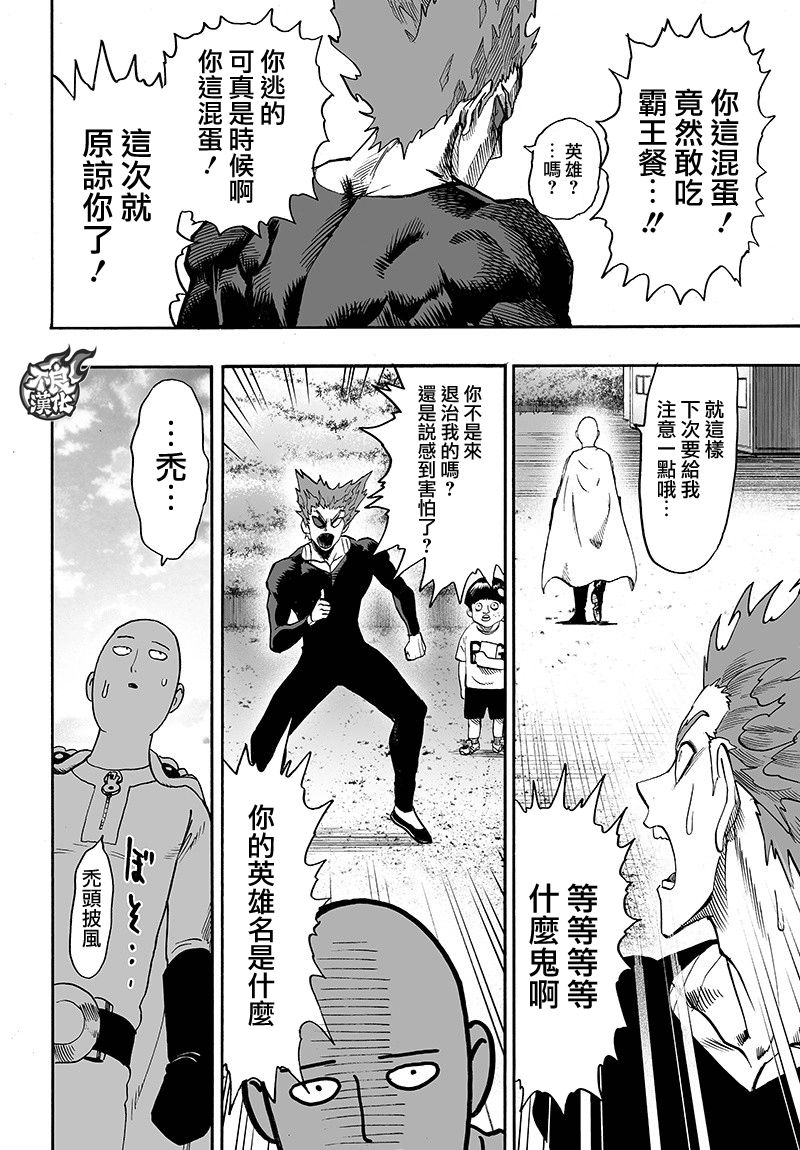 你這混蛋！
竟然敢吃
霸王餐…!!
英雄？
…嗎？
你逃的
可真是時候啊
你這混蛋！
這次就
原諒你了！
就這樣
下次要給我
注意一點哦…
等等等等
什麼鬼啊
你不是來
退治我的嗎？
還是説感到害怕了？
你的英雄名是什麼
…禿…
ぼそ…
禿頭披風
漢化